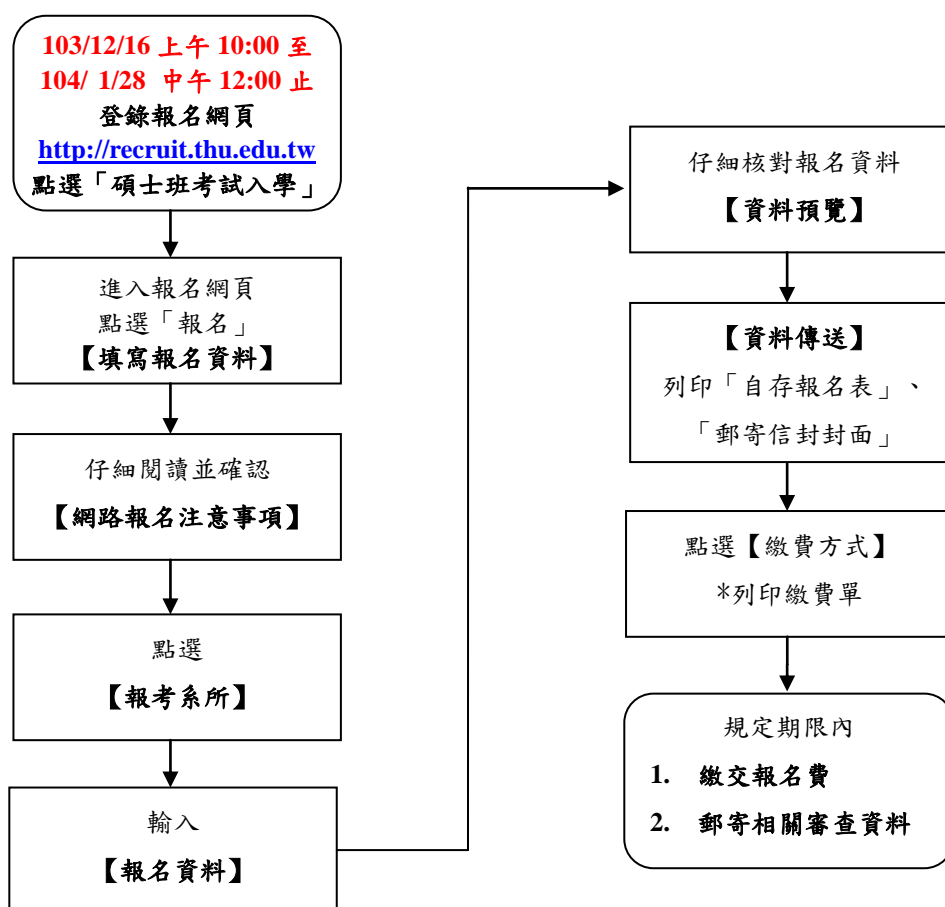 103/12/16 上午 10:00 至
104/ 1/28 中午 12:00 止
登錄報名網頁
http://recruit.thu.edu.tw
點選「碩士班考試入學」
進入報名網頁
點選「報名」
【填寫報名資料】
仔細閱讀並確認
【網路報名注意事項】
點選
【報考系所】
輸入
【報名資料】
仔細核對報名資料
【資料預覽】
【資料傳送】
列印「自存報名表」、
「郵寄信封封面」
點選【繳費方式】
*列印繳費單
規定期限內
1. 繳交報名費
2. 郵寄相關審查資料